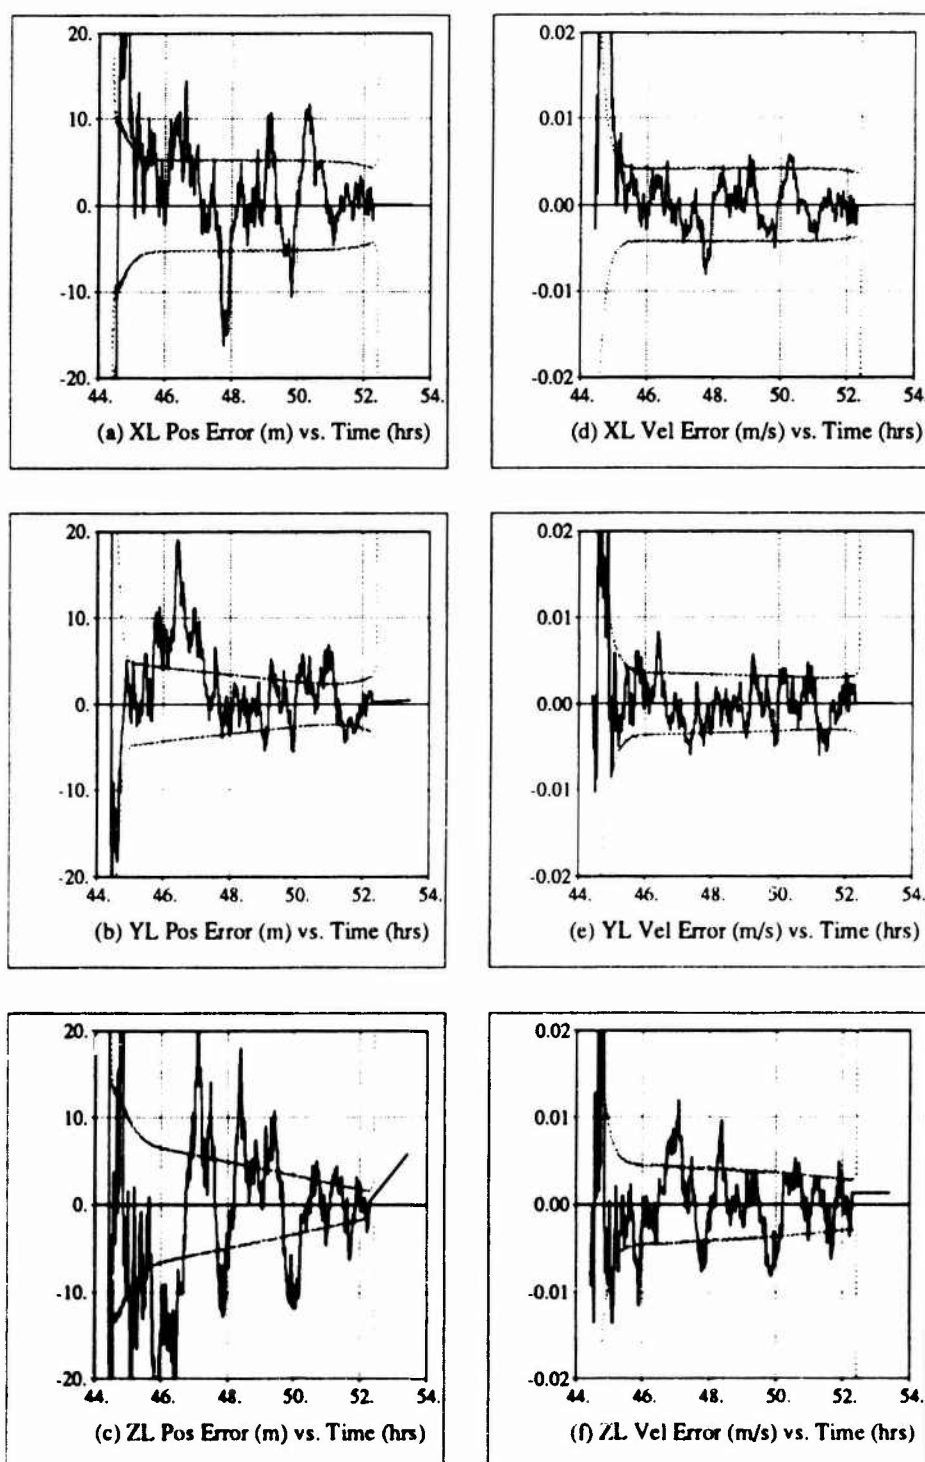 20.
10.
0.
-10.
-20.
44. 46. 48. 50. 52. 54.
(a) XL Pos Error (m) vs. Time (hrs)
0.02
0.01
0.00
-0.01
-0.02
44. 46. 48. 50. 52. 54.
(d) XL Vel Error (m/s) vs. Time (hrs)
20.
10.
0.
-10.
-20.
44. 46. 48. 50. 52. 54.
(b) YL Pos Error (m) vs. Time (hrs)
0.02
0.01
0.00
-0.01
-0.02
44. 46. 48. 50. 52. 54.
(e) YL Vel Error (m/s) vs. Time (hrs)
20.
10.
0.
-10.
-20.
44. 46. 48. 50. 52. 54.
(c) ZL Pos Error (m) vs. Time (hrs)
0.02
0.01
0.00
-0.01
-0.02
44. 46. 48. 50. 52. 54.
(f) ZL Vel Error (m/s) vs. Time (hrs)